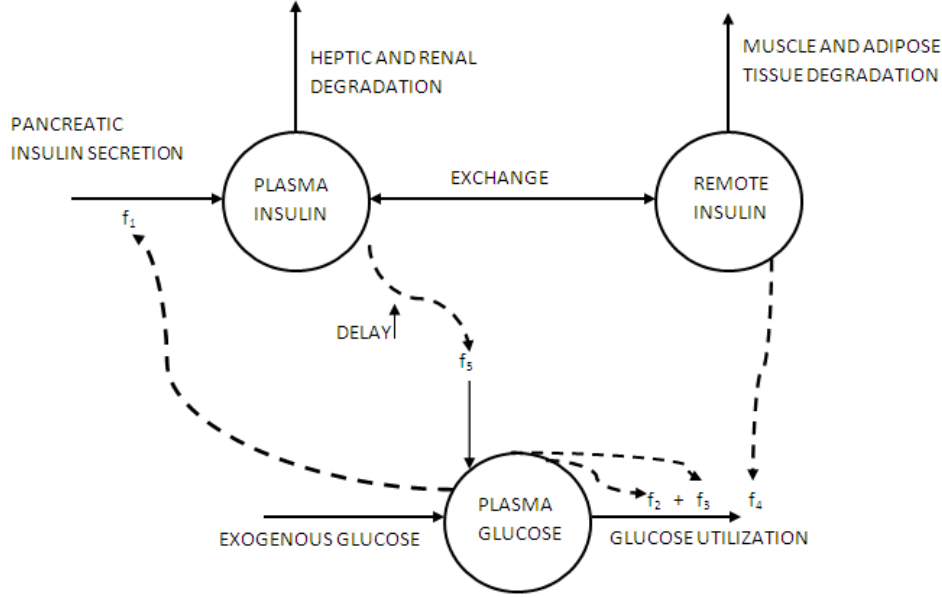 HEPTIC AND RENAL
DEGRADATION
MUSCLE AND ADIPOSE
TISSUE DEGRADATION
PANCREATIC
INSULIN SECRETION
PLASMA
INSULIN
EXCHANGE
REMOTE
INSULIN
f₁
DELAY
f₅
PLASMA
GLUCOSE
f₂ + f₃
f₄
EXOGENOUS GLUCOSE
GLUCOSE UTILIZATION